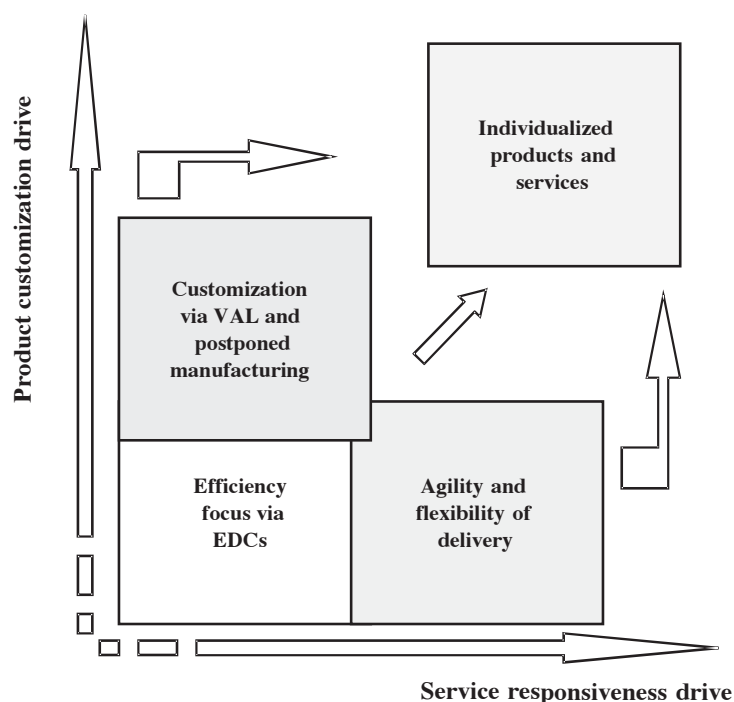 Product customization drive
Individualized
products and
services
Customization
via VAL and
postponed
manufacturing
Efficiency
focus via
EDCs
Agility and
flexibility of
delivery
Service responsiveness drive